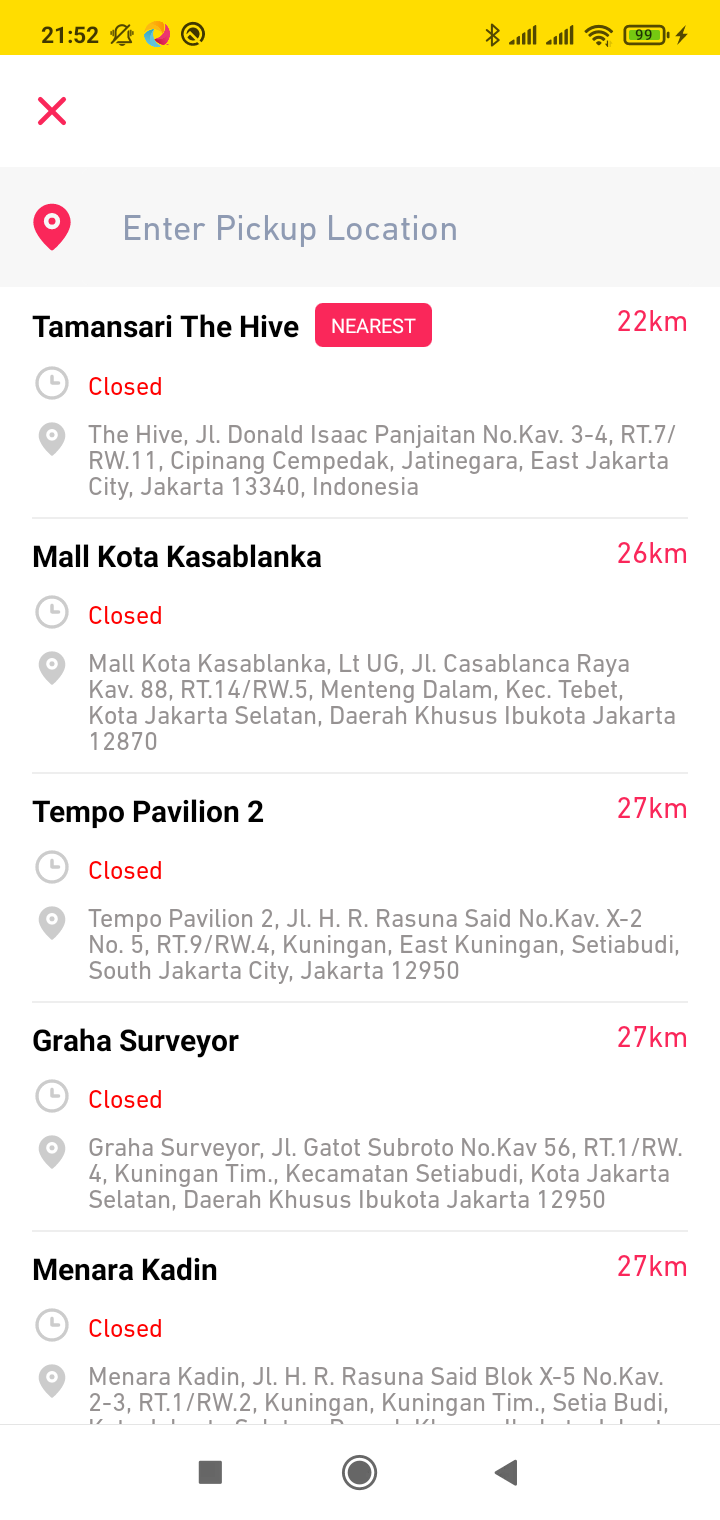 21:52
99
Enter Pickup Location
Tamansari The Hive NEAREST 22km
Closed
The Hive, Jl. Donald Isaac Panjaitan No.Kav. 3-4, RT.7/
RW.11, Cipinang Cempedak, Jatinegara, East Jakarta
City, Jakarta 13340, Indonesia
Mall Kota Kasablanka 26km
Closed
Mall Kota Kasablanka, Lt UG, Jl. Casablanca Raya
Kav. 88, RT.14/RW.5, Menteng Dalam, Kec. Tebet,
Kota Jakarta Selatan, Daerah Khusus Ibukota Jakarta
12870
Tempo Pavilion 2 27km
Closed
Tempo Pavilion 2, Jl. H. R. Rasuna Said No.Kav. X-2
No. 5, RT.9/RW.4, Kuningan, East Kuningan, Setiabudi,
South Jakarta City, Jakarta 12950
Graha Surveyor 27km
Closed
Graha Surveyor, Jl. Gatot Subroto No.Kav 56, RT.1/RW.
4, Kuningan Tim., Kecamatan Setiabudi, Kota Jakarta
Selatan, Daerah Khusus Ibukota Jakarta 12950
Menara Kadin 27km
Closed
Menara Kadin, Jl. H. R. Rasuna Said Blok X-5 No.Kav.
2-3, RT.1/RW.2, Kuningan, Kuningan Tim., Setia Budi,